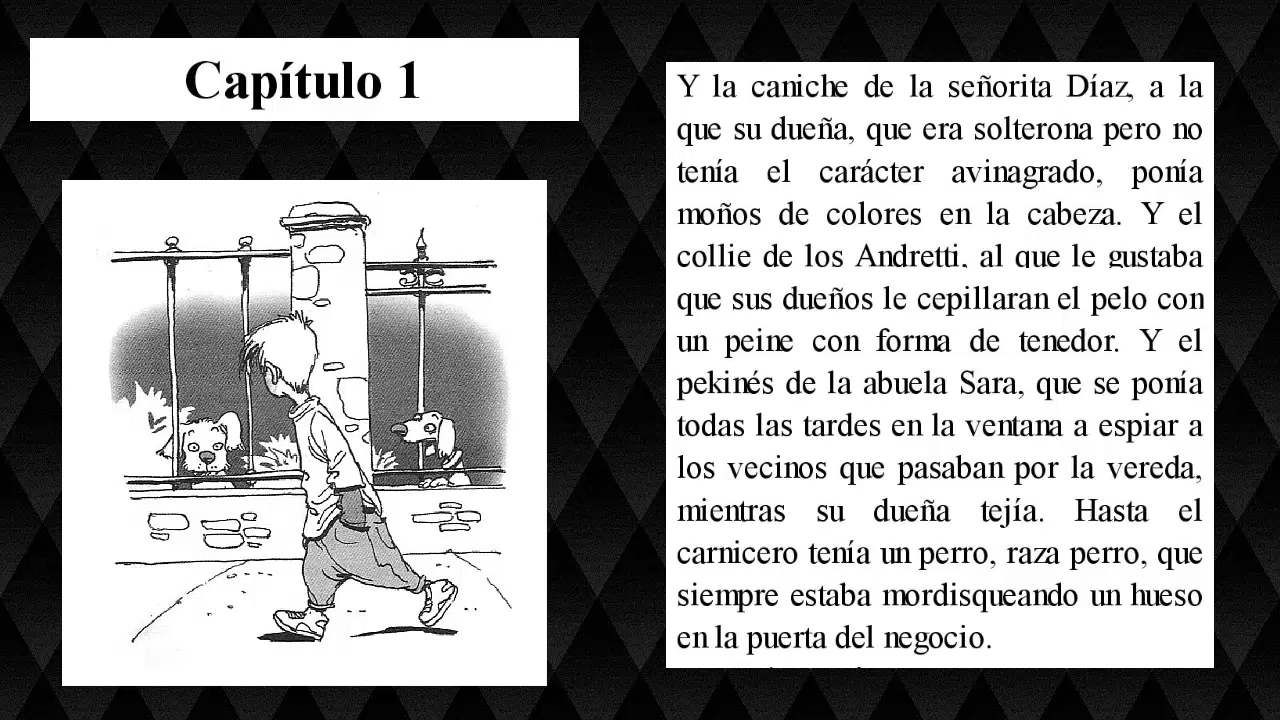 Capítulo 1
Y la caniche de la señorita Díaz, a la
que su dueña, que era solterona pero no
tenía el carácter avinagrado, ponía
moños de colores en la cabeza. Y el
collie de los Andretti, al que le gustaba
que sus dueños le cepillaran el pelo con
un peine con forma de tenedor. Y el
pekinés de la abuela Sara, que se ponía
todas las tardes en la ventana a espiar a
los vecinos que pasaban por la vereda,
mientras su dueña tejía. Hasta el
carnicero tenía un perro, raza perro, que
siempre estaba mordisqueando un hueso
en la puerta del negocio.